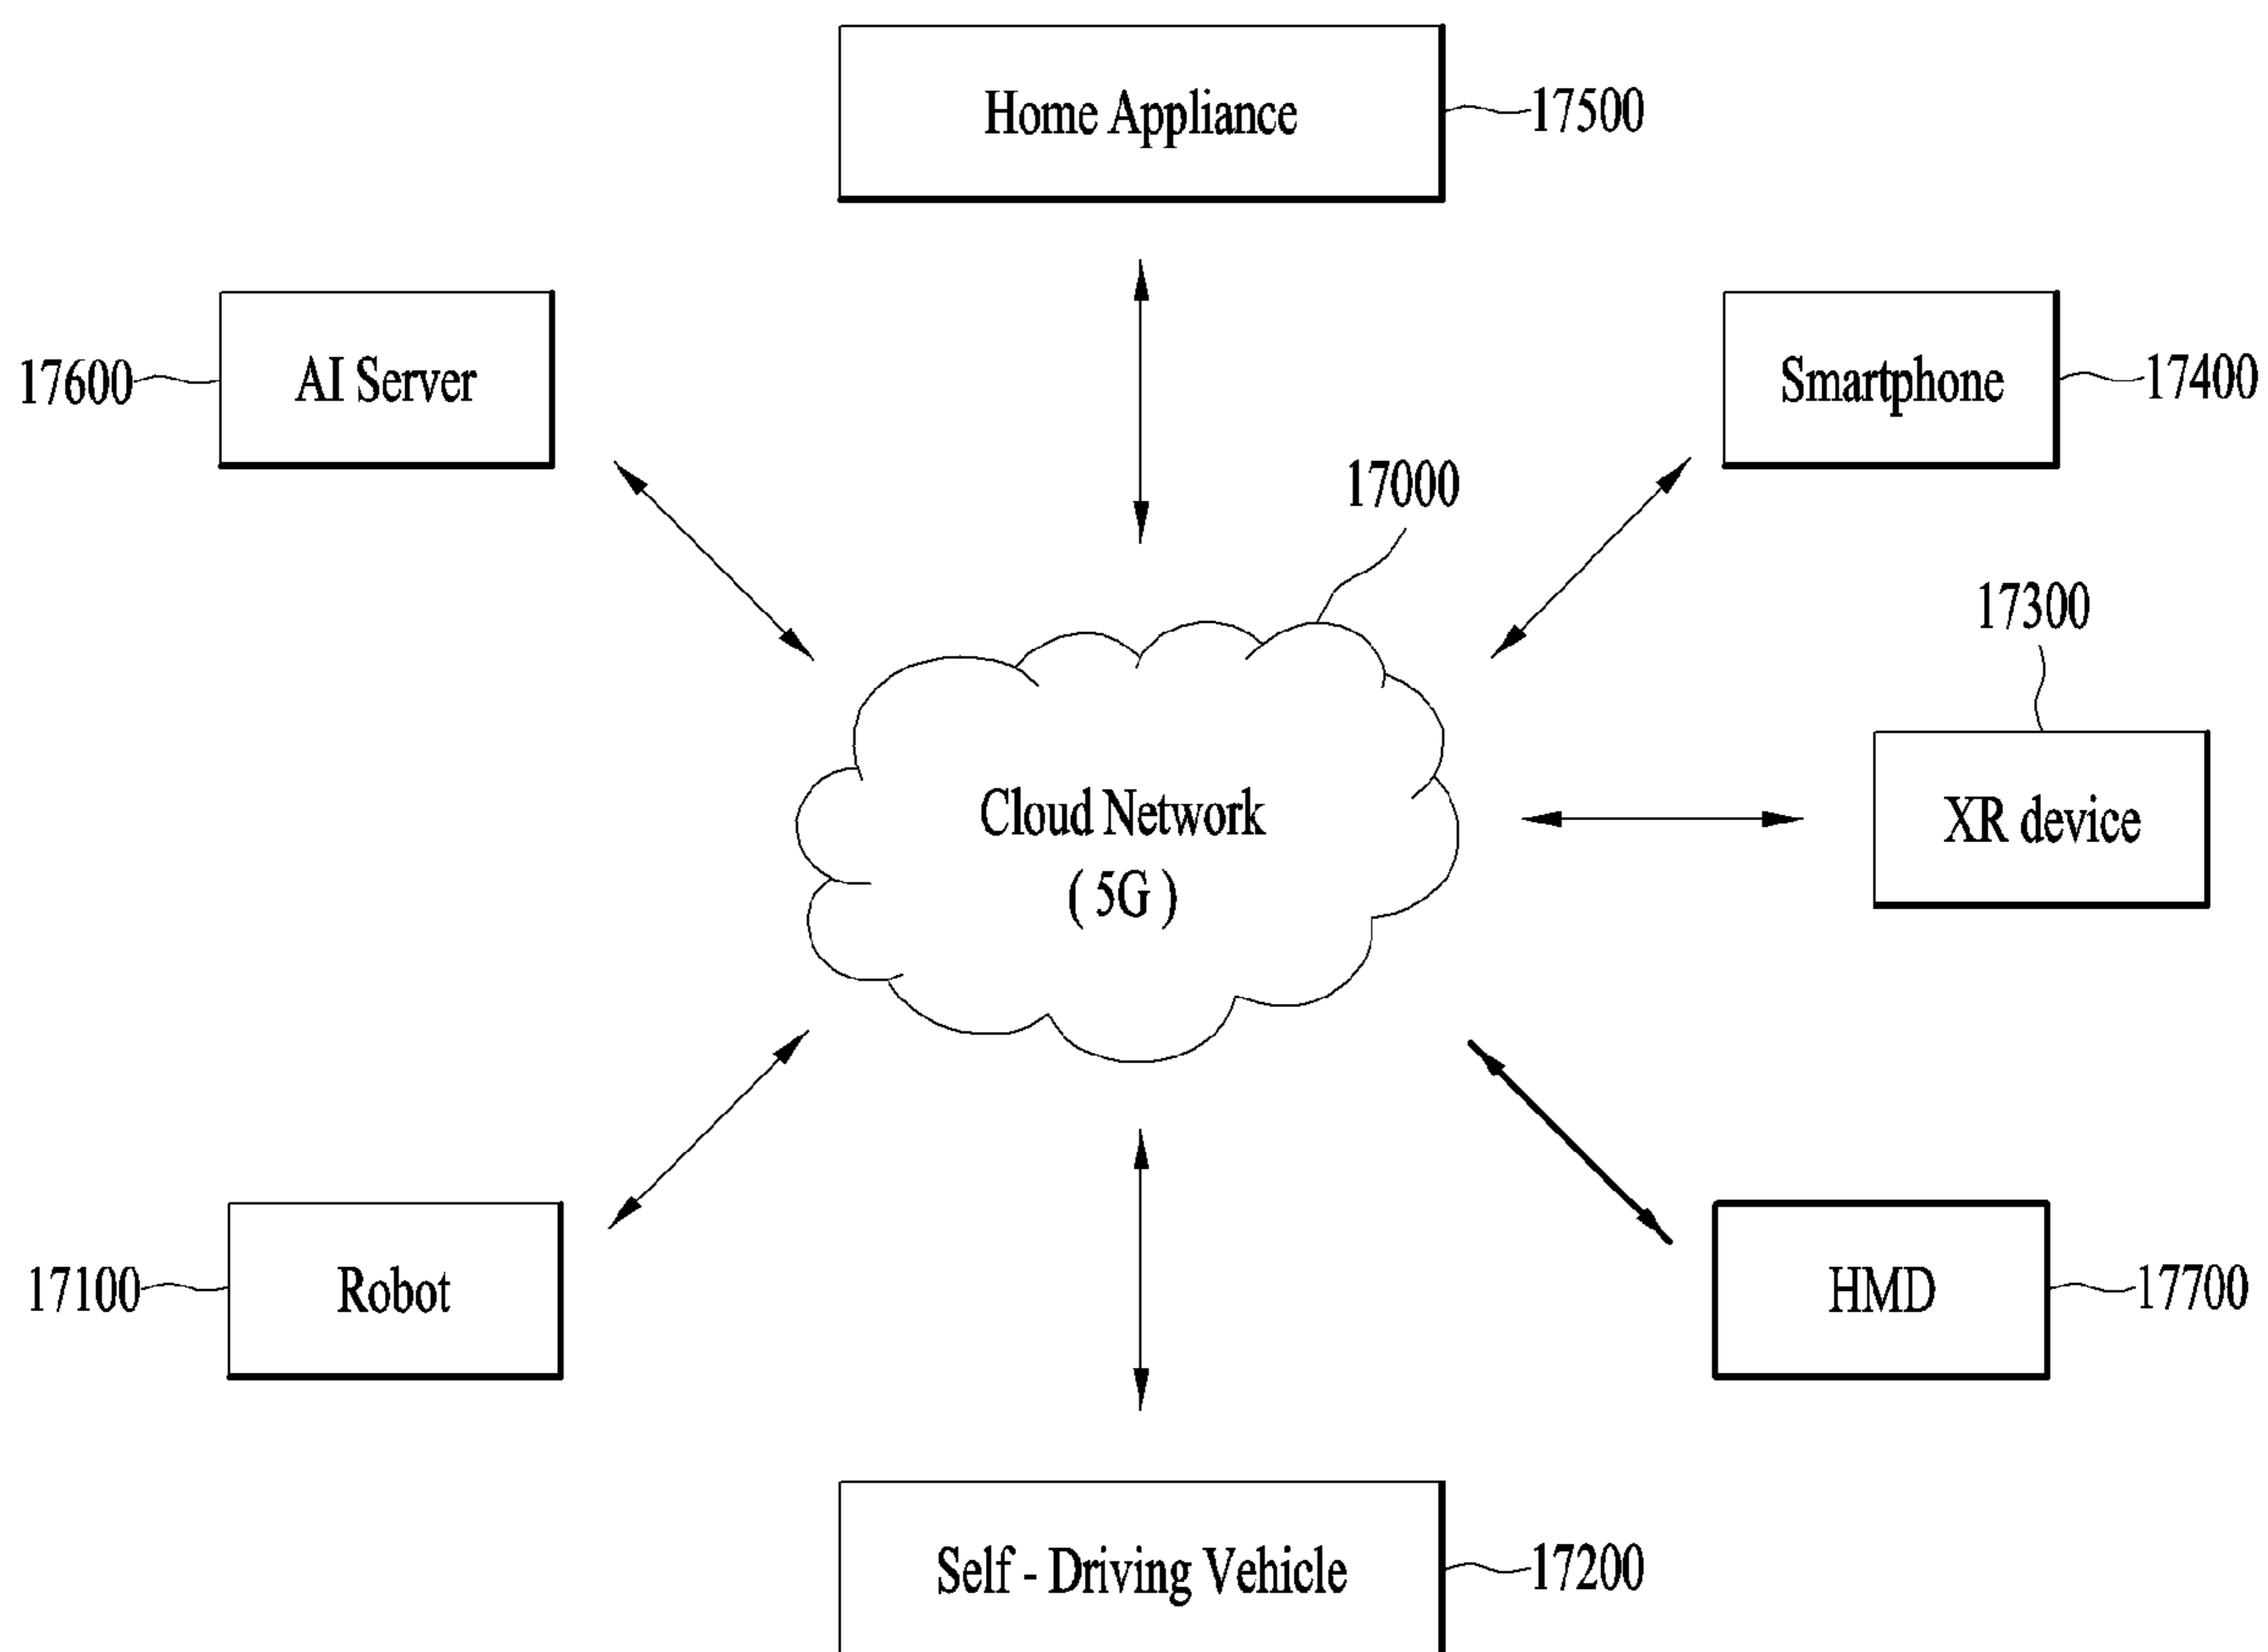 Home Appliance
17500
AI Server
17600
Smartphone
17400
17000
17300
Cloud Network
( 5G )
XR device
Robot
17100
HMD
17700
Self - Driving Vehicle
17200